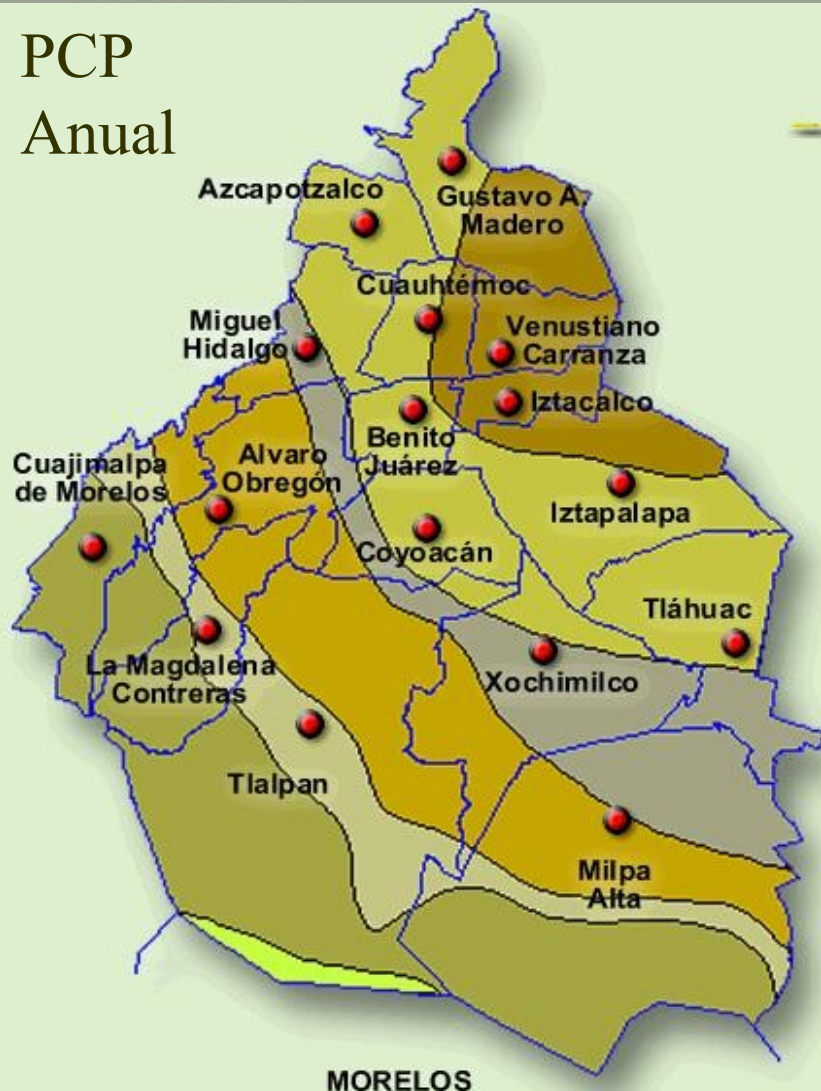 PCP
Anual
Azcapotzalco
Gustavo A.
Madero
Cuauhtémoc
Miguel
Hidalgo
Venustiano
Carranza
Iztacalco
Benito
Juárez
Cuajimalpa
de Morelos
Alvaro
Obregón
Iztapalapa
Coyoacán
Tláhuac
La Magdalena
Contreras
Xochimilco
Tlalpan
Milpa
Alta
MORELOS